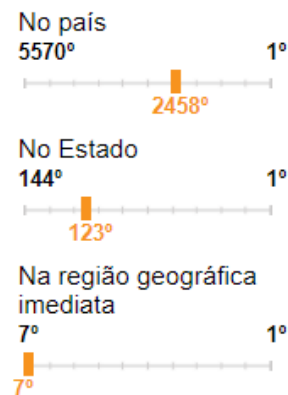 No país
5570º 1º
2458º
No Estado
144º 1º
123º
Na região geográfica
imediata
7º 1º
7º